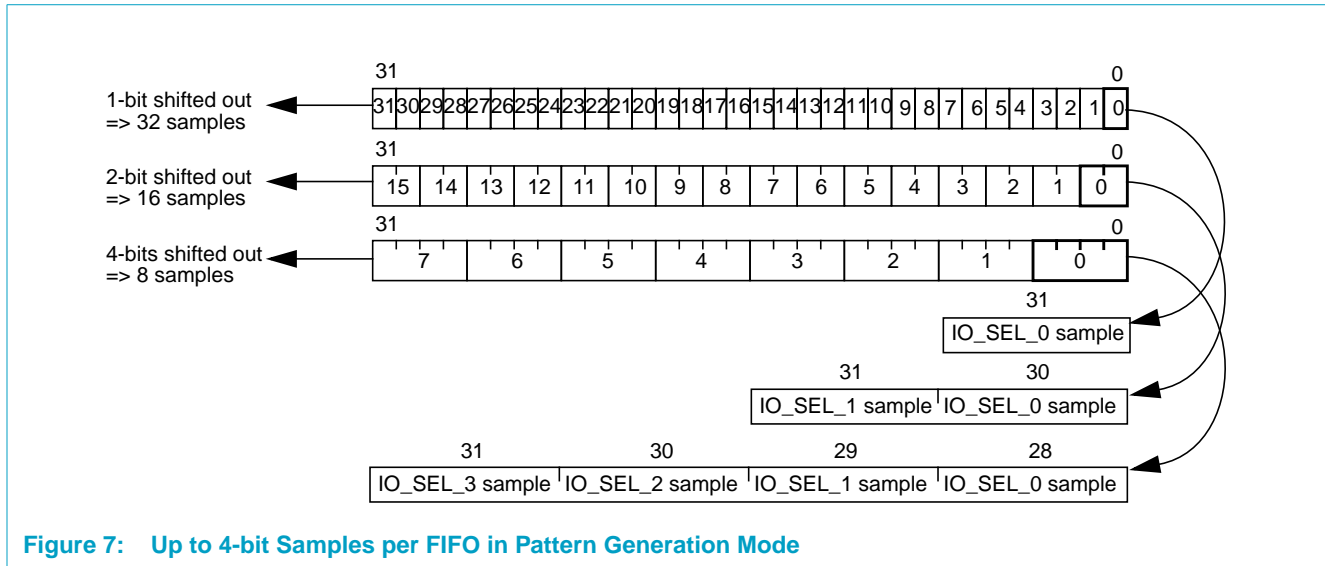 31 0
1-bit shifted out
=> 32 samples
31 30 29 28 27 26 25 24 23 22 21 20 19 18 17 16 15 14 13 12 11 10 9 8 7 6 5 4 3 2 1 0
31 0
2-bit shifted out
=> 16 samples
15 14 13 12 11 10 9 8 7 6 5 4 3 2 1 0
31 0
4-bits shifted out
=> 8 samples
7 6 5 4 3 2 1 0
31
IO_SEL_0 sample
31 30
IO_SEL_1 sample IO_SEL_0 sample
31 30 29 28
IO_SEL_3 sample IO_SEL_2 sample IO_SEL_1 sample IO_SEL_0 sample
Figure 7: Up to 4-bit Samples per FIFO in Pattern Generation Mode